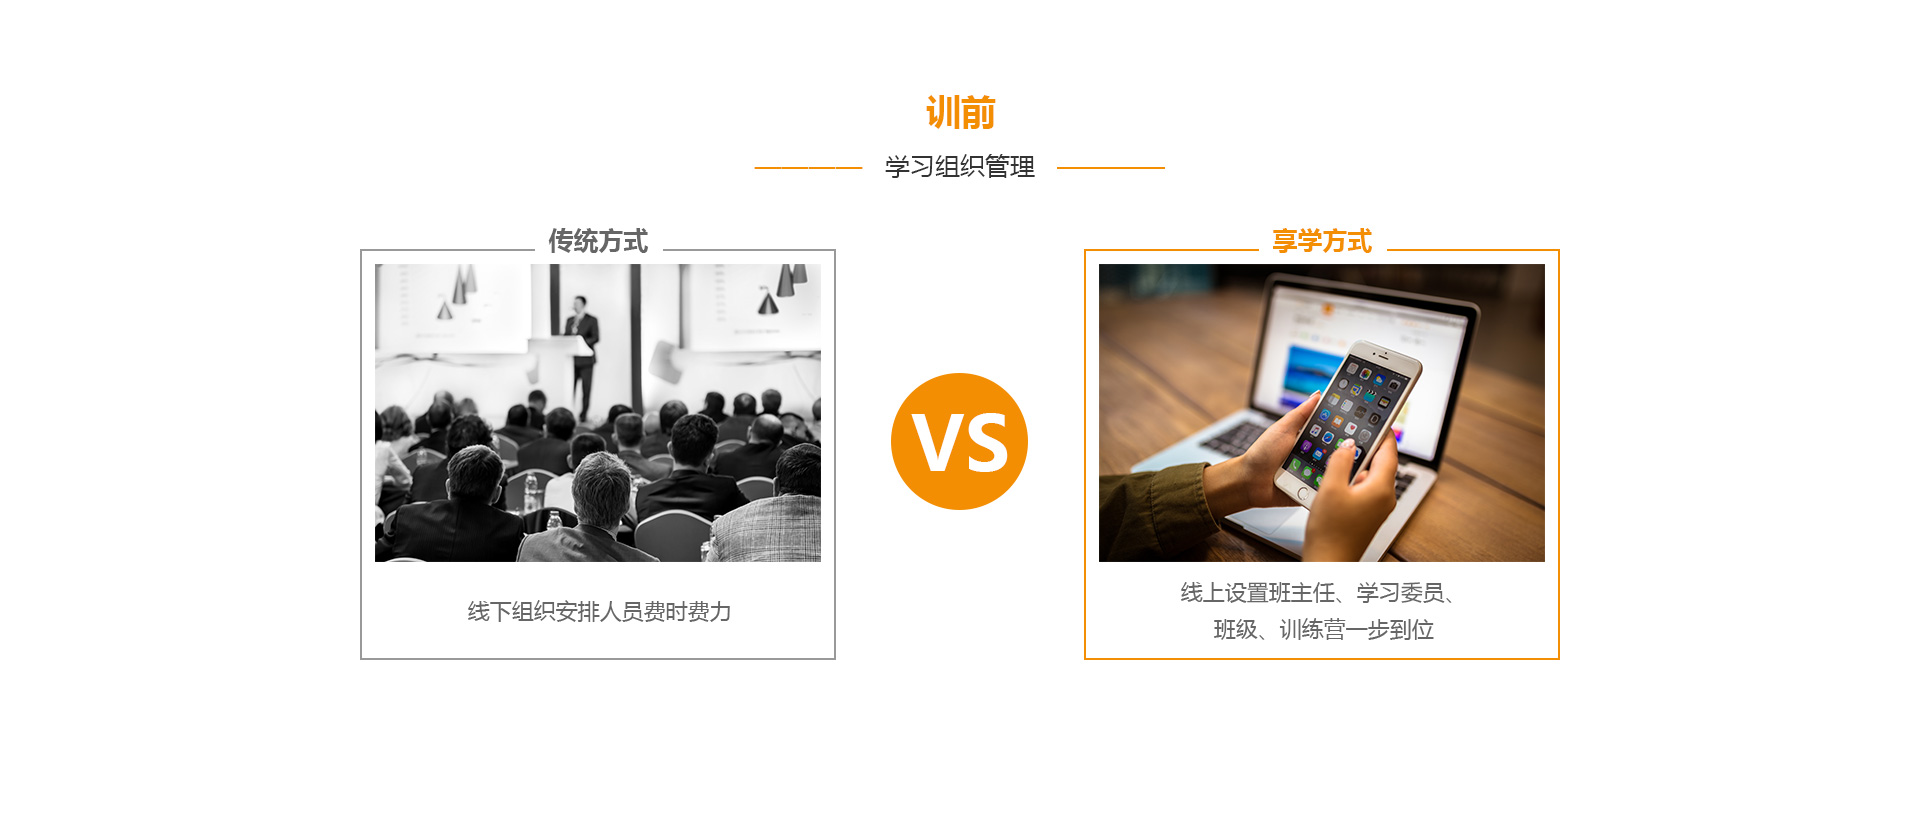 训前
学习组织管理
传统方式
享学方式
VS
线下组织安排人员费时费力
线上设置班主任、学习委员、
班级、训练营一步到位